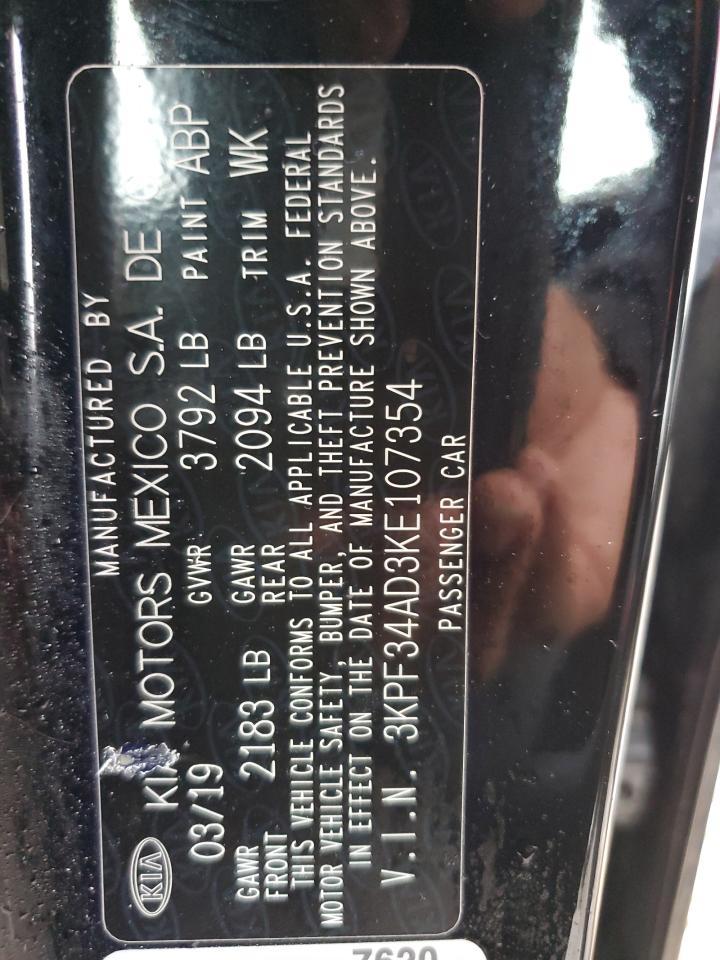 MANUFACTURED BY
KIA KIA MOTORS MEXICO S.A. DE
03/19 GVWR 3792 LB PAINT ABP
GAWR FRONT 2183 LB GAWR REAR 2094 LB TRIM WK
THIS VEHICLE CONFORMS TO ALL APPLICABLE U.S.A. FEDERAL
MOTOR VEHICLE SAFETY, BUMPER, AND THEFT PREVENTION STANDARDS
IN EFFECT ON THE DATE OF MANUFACTURE SHOWN ABOVE.
V.I.N. 3KPF34AD3KE107354
PASSENGER CAR